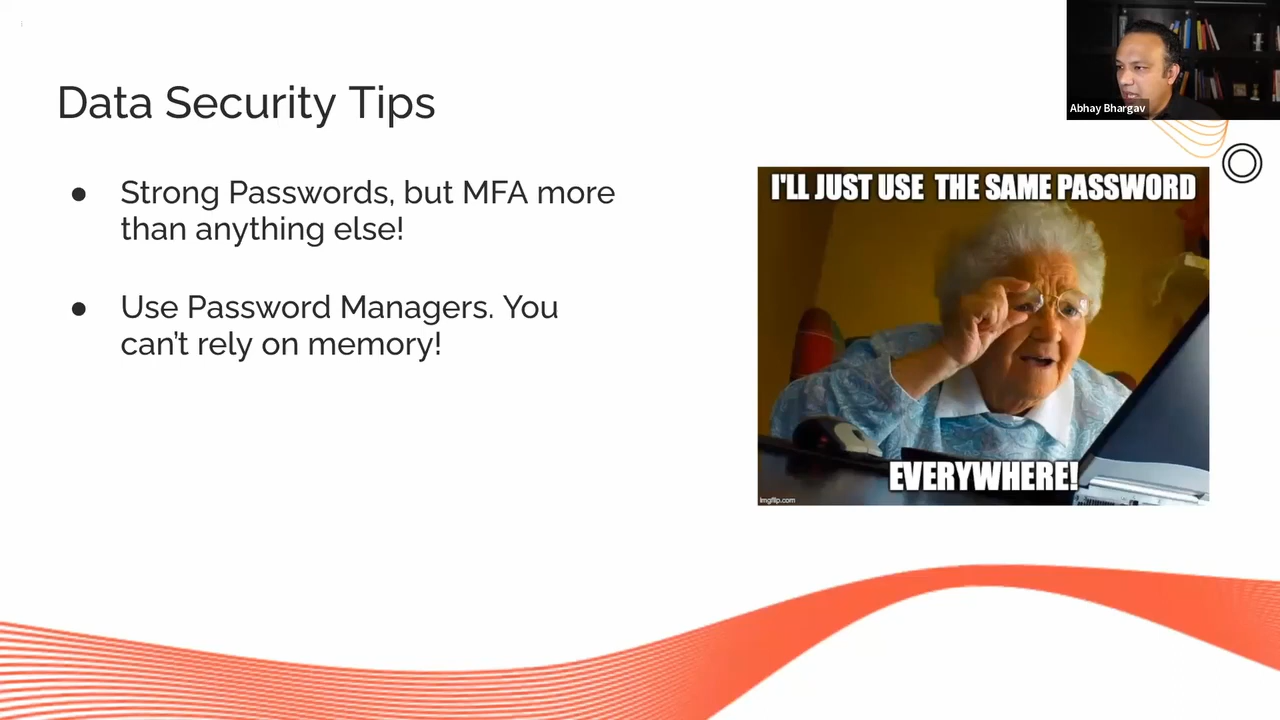 Data Security Tips
Abhay Bhargav
● Strong Passwords, but MFA more
than anything else!
● Use Password Managers. You
can’t rely on memory!
I'LL JUST USE THE SAME PASSWORD
EVERYWHERE!
imgflip.com